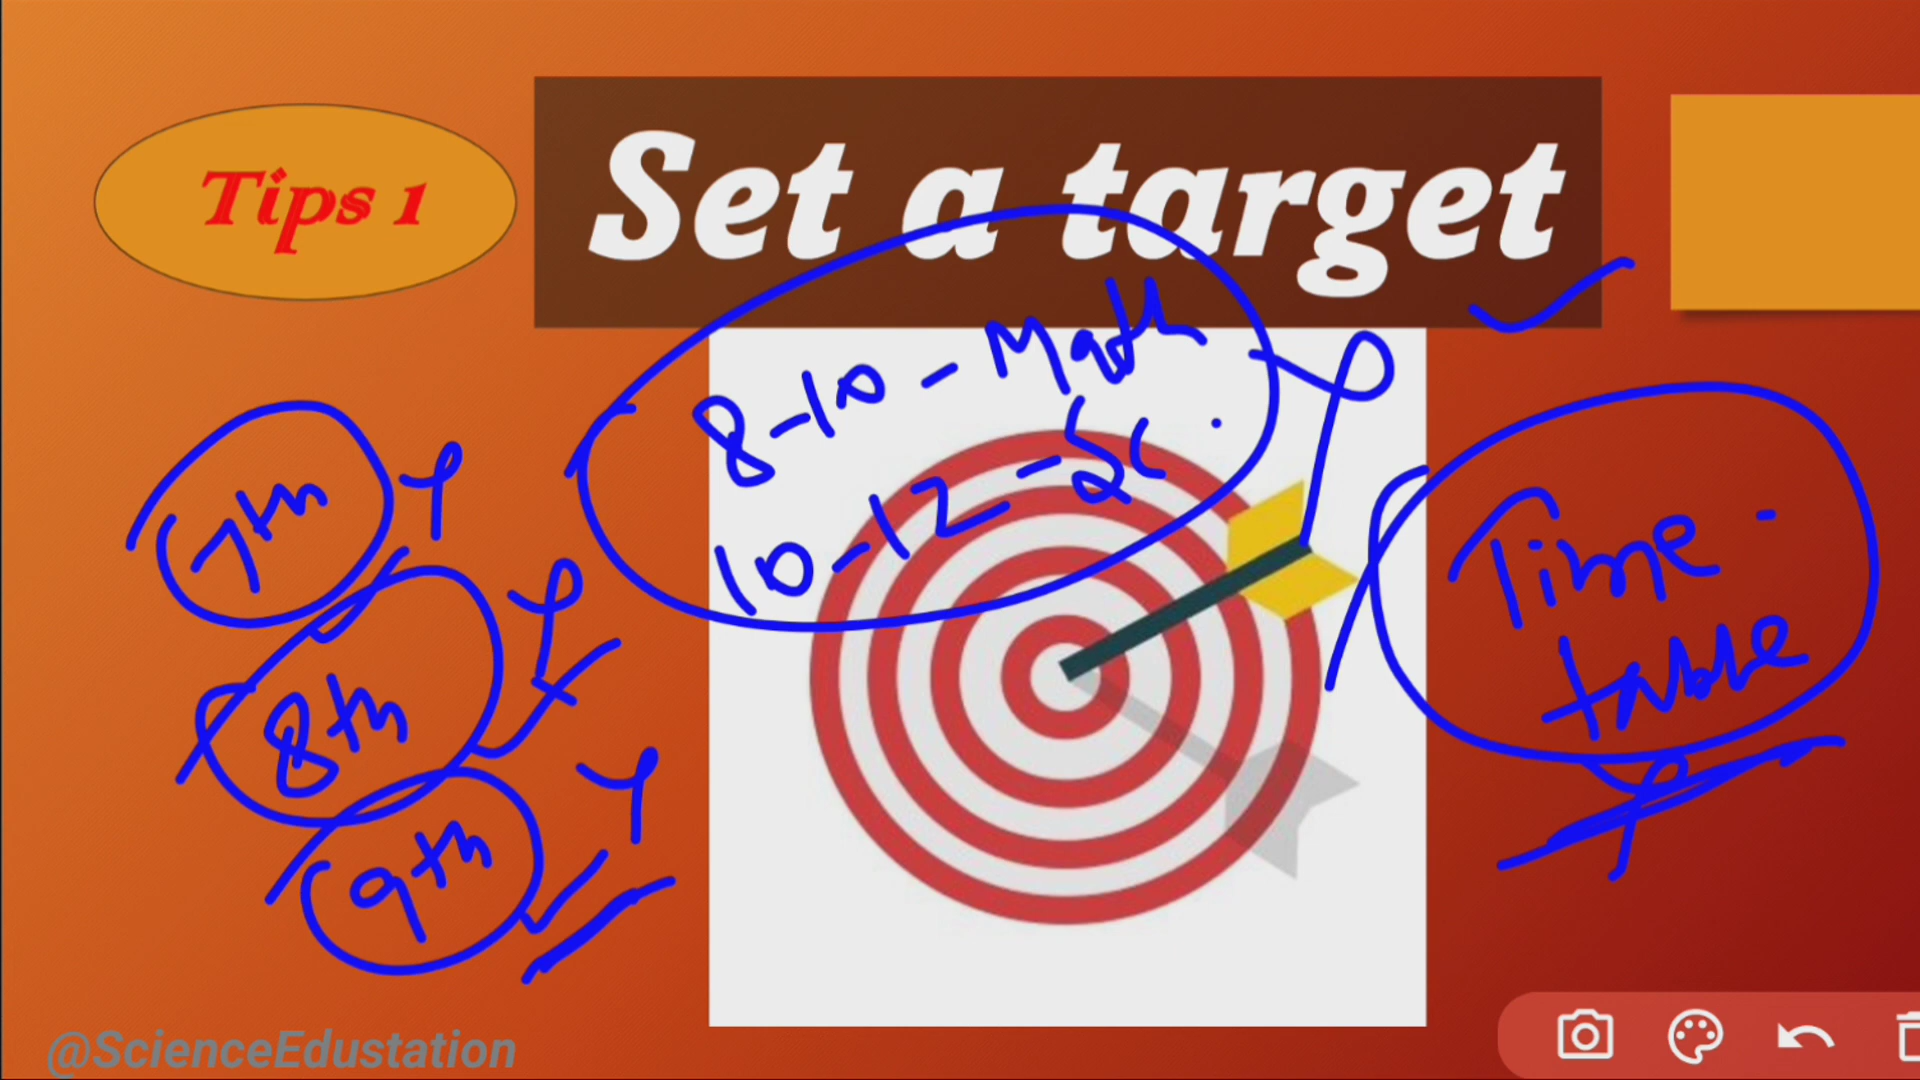 Tips 1
Set a target
8-10-Math
10-12-Sc.
7th
8th
9th
Time-
table
@ScienceEdustation